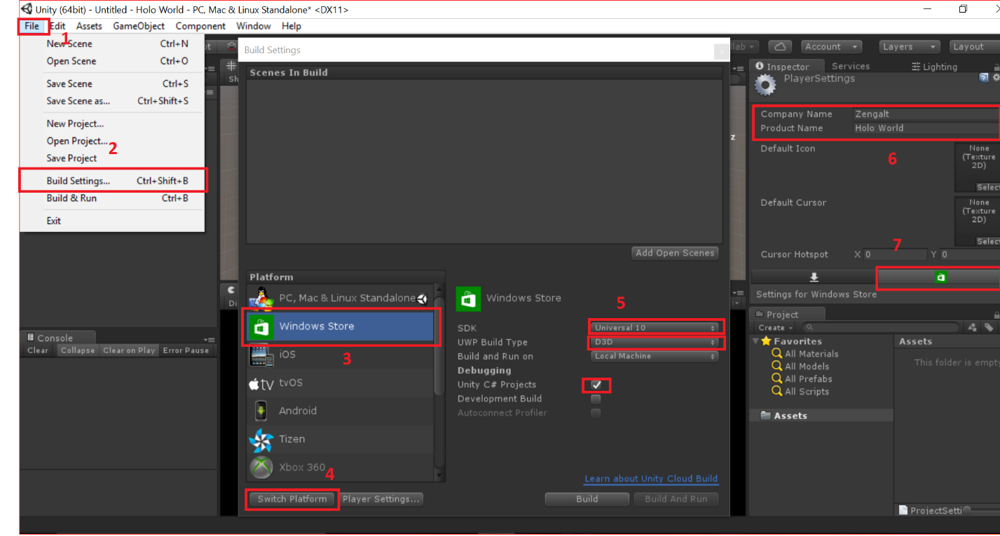 Unity (64bit) - Untitled - Holo World - PC, Mac & Linux Standalone* <DX11>
File Edit Assets GameObject Component Window Help
1
New Scene Ctrl+N
Open Scene Ctrl+O
Save Scene Ctrl+S
Save Scene as... Ctrl+Shift+S
New Project...
Open Project...
2
Save Project
Build Settings... Ctrl+Shift+B
Build & Run Ctrl+B
Exit
Account Layers Layout
Build Settings
Scenes In Build
Add Open Scenes
Platform
PC, Mac & Linux Standalone
Windows Store
iOS
3
tvOS
tv
Android
Tizen
Xbox 360
4
Switch Platform Player Settings...
Windows Store
5
SDK Universal 10
UWP Build Type D3D
Build and Run on Local Machine
Debugging
Unity C# Projects
Development Build
Autoconnect Profiler
Learn about Unity Cloud Build
Build Build And Run
Console
Clear Collapse Clear on Play Error Pause
Inspector Services Lighting
PlayerSettings
Company Name Zengalt
Product Name Holo World
Default Icon
6
None
(Texture
2D)
Select
Default Cursor
None
(Texture
2D)
Select
7
Cursor Hotspot X 0 Y 0
Settings for Windows Store
Project
Create
Favorites
All Materials
All Models
All Prefabs
All Scripts
Assets
Assets
This folder is empty
ProjectSetti
z